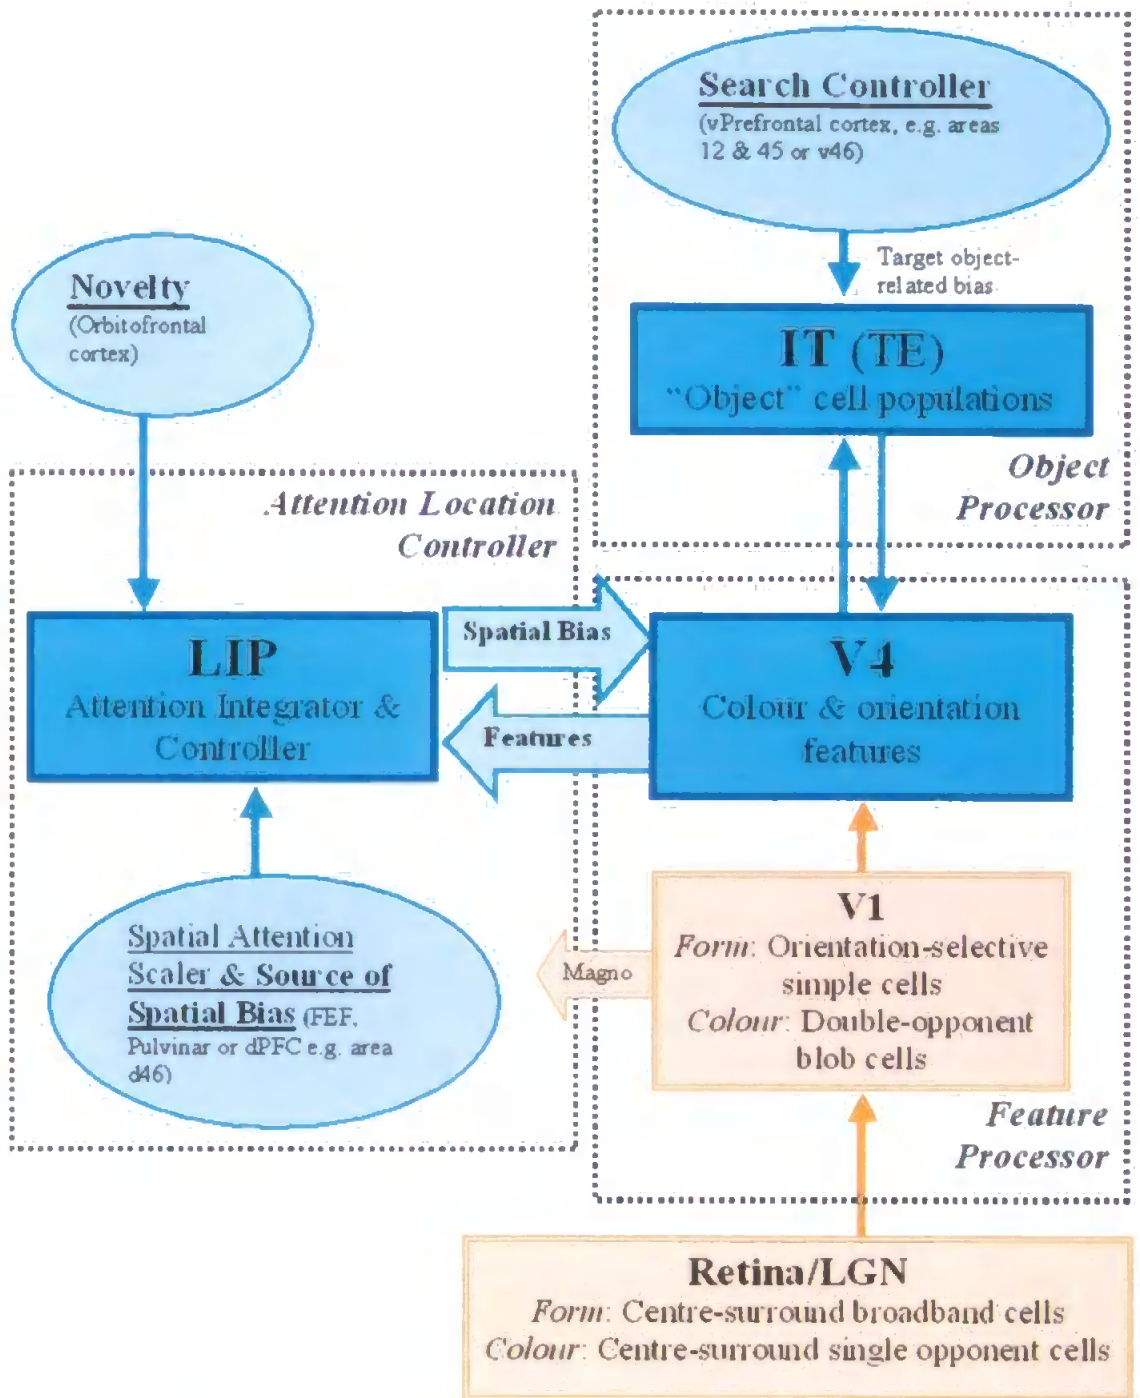 Search Controller
(vPrefrontal cortex, e.g. areas
12 & 45 or v46)
Target object-
related bias
Novelty
(Orbitofrontal
cortex)
IT (TE)
"Object" cell populations
Object
Processor
Attention Location
Controller
LIP
Attention Integrator &
Controller
Spatial Bias
Features
V4
Colour & orientation
features
Spatial Attention
Scaler & Source of
Spatial Bias (FEF,
Pulvinar or dPFC e.g. area
d46)
Magno
V1
Form: Orientation-selective
simple cells
Colour: Double-opponent
blob cells
Feature
Processor
Retina/LGN
Form: Centre-surround broadband cells
Colour: Centre-surround single opponent cells